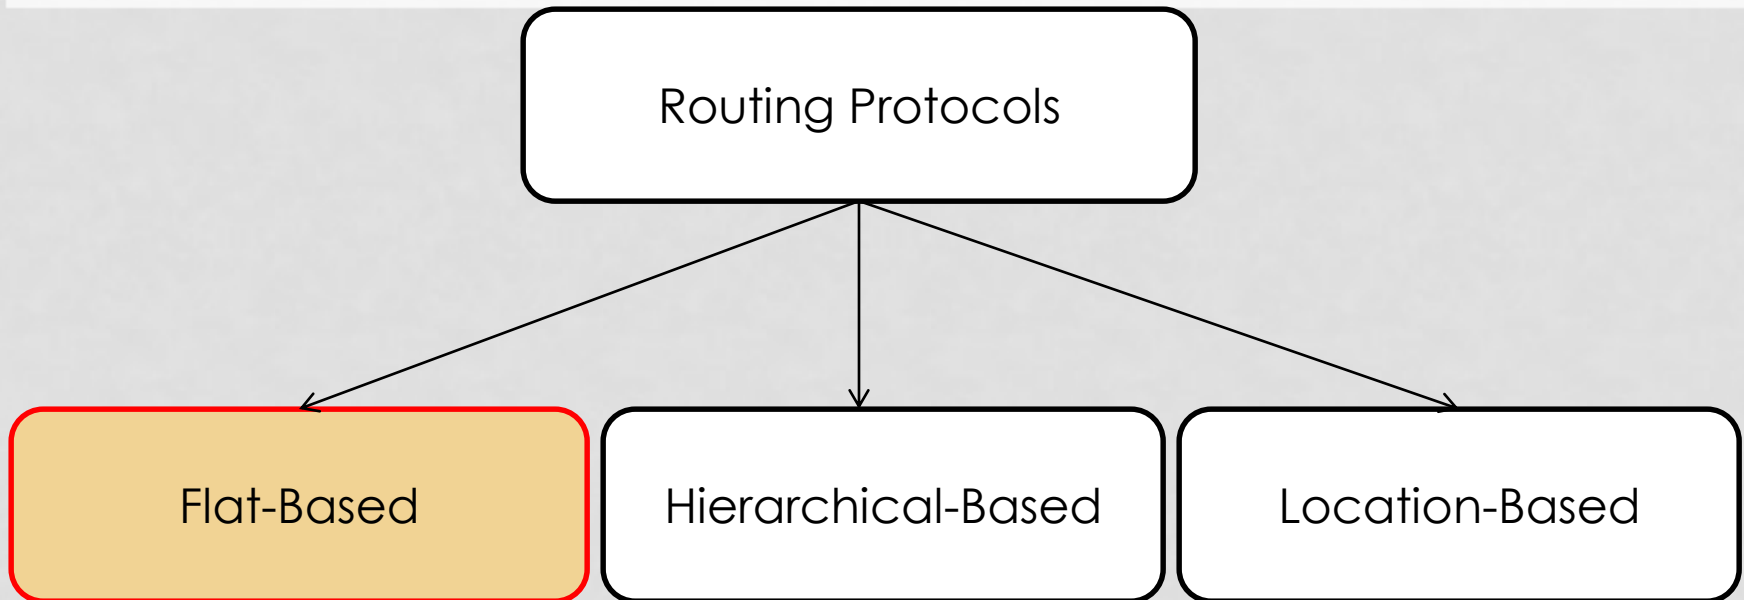 Routing Protocols
Flat-Based
Hierarchical-Based
Location-Based